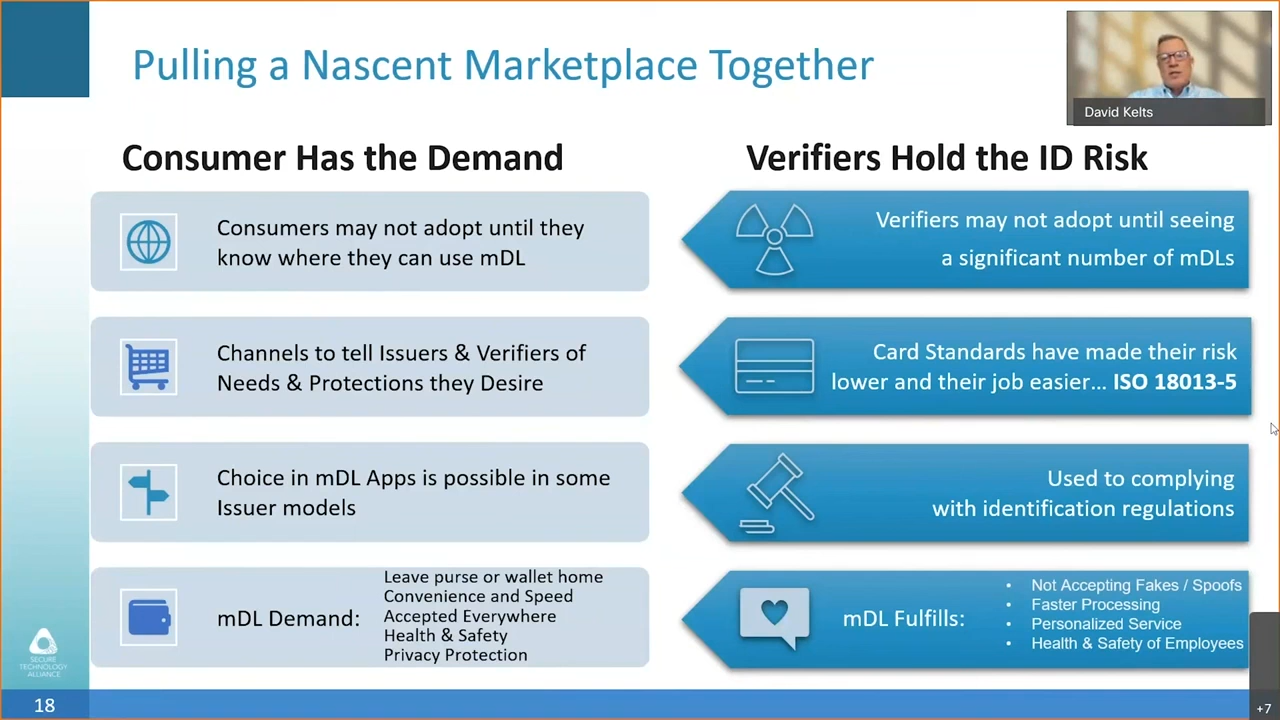 Pulling a Nascent Marketplace Together
David Kelts
Consumer Has the Demand
Consumers may not adopt until they
know where they can use mDL
Channels to tell Issuers & Verifiers of
Needs & Protections they Desire
Choice in mDL Apps is possible in some
Issuer models
mDL Demand:
Leave purse or wallet home
Convenience and Speed
Accepted Everywhere
Health & Safety
Privacy Protection
Verifiers Hold the ID Risk
Verifiers may not adopt until seeing
a significant number of mDLs
Card Standards have made their risk
lower and their job easier... ISO 18013-5
Used to complying
with identification regulations
mDL Fulfills:
• Not Accepting Fakes / Spoofs
• Faster Processing
• Personalized Service
• Health & Safety of Employees
SECURE
TECHNOLOGY
ALLIANCE
18
+7